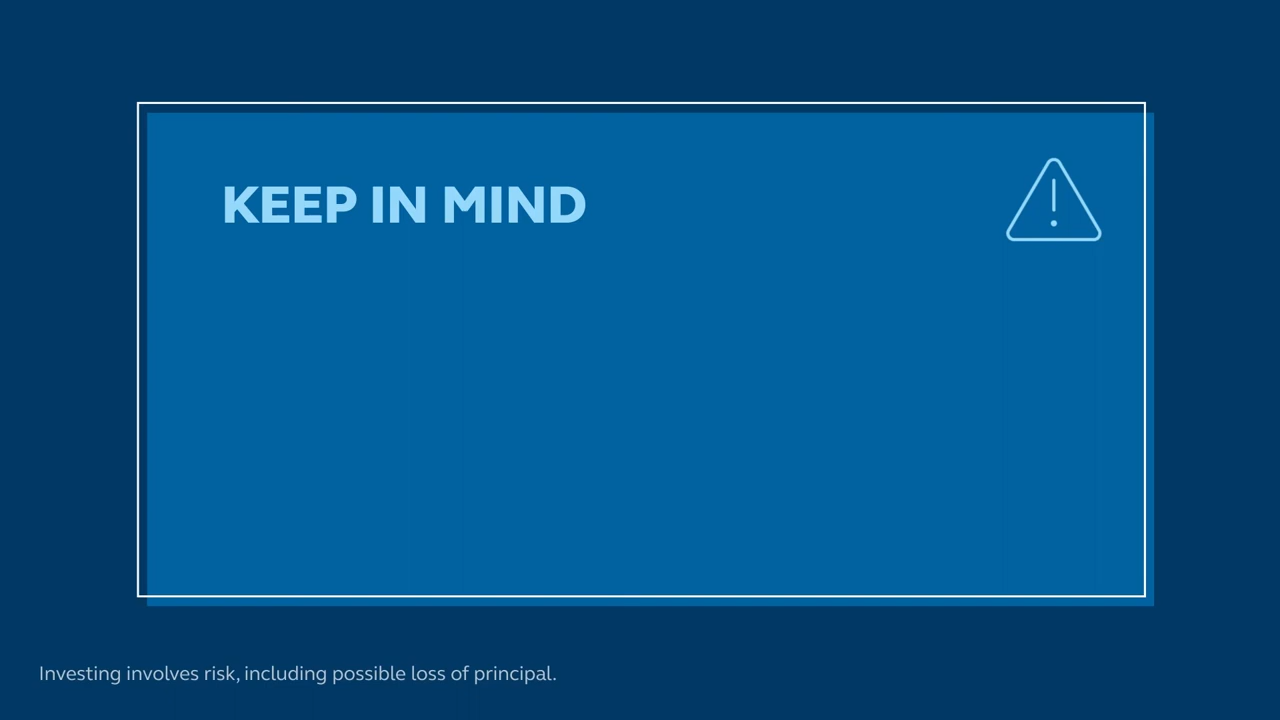 KEEP IN MIND
Investing involves risk, including possible loss of principal.